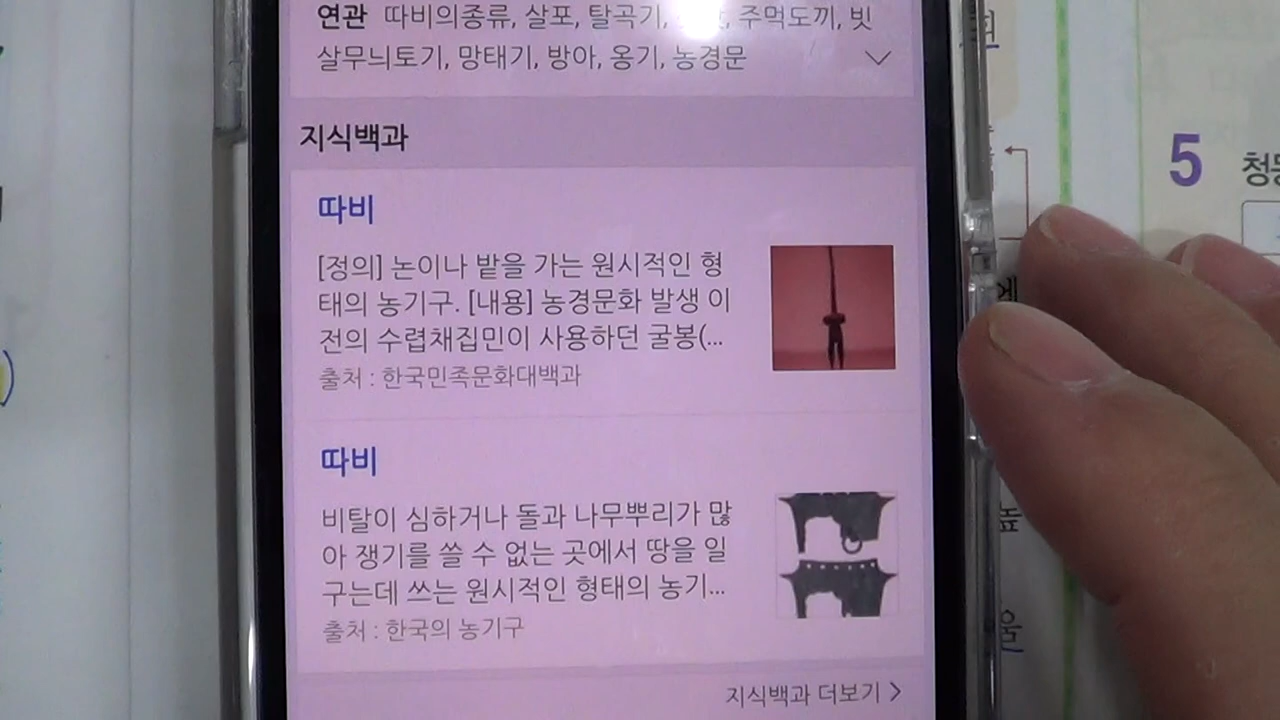 연관 따비의종류, 살포, 탈곡기, 주먹도끼, 빗
살무늬토기, 망태기, 방아, 옹기, 농경문
지식백과
따비
[정의] 논이나 밭을 가는 원시적인 형
태의 농기구. [내용] 농경문화 발생 이
전의 수렵채집민이 사용하던 굴봉(...
출처 : 한국민족문화대백과
따비
비탈이 심하거나 돌과 나무뿌리가 많
아 쟁기를 쓸 수 없는 곳에서 땅을 일
구는데 쓰는 원시적인 형태의 농기...
출처 : 한국의 농기구
지식백과 더보기 >
5
에
높
울